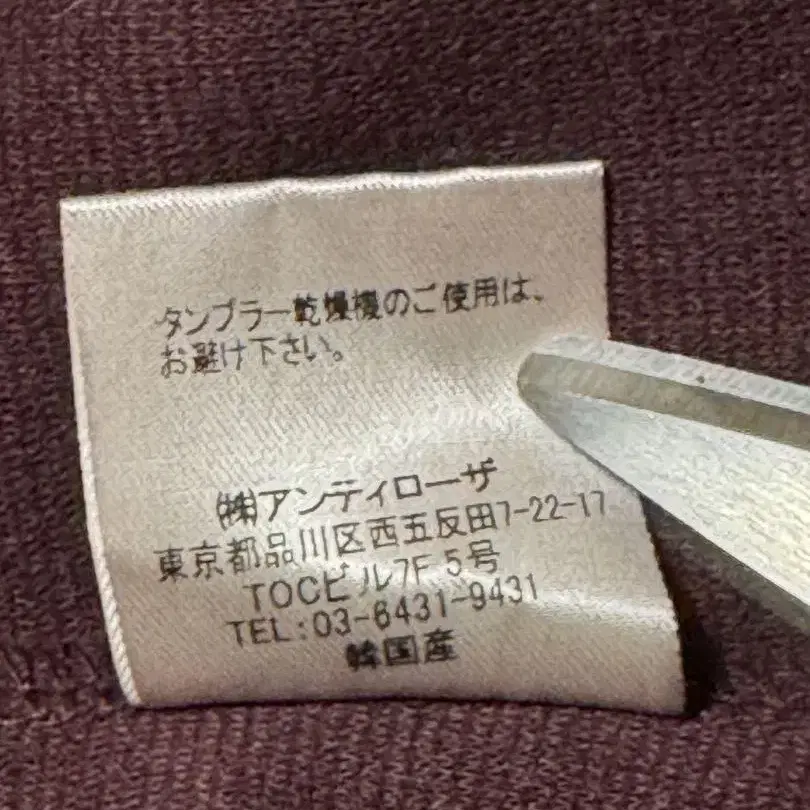 タンブラー乾燥機のご使用は、
お避け下さい。
㈱アンティローザ
東京都品川区西五反田7-22-17
TOCビル7F 5号
TEL:03-6431-9431
韓国産